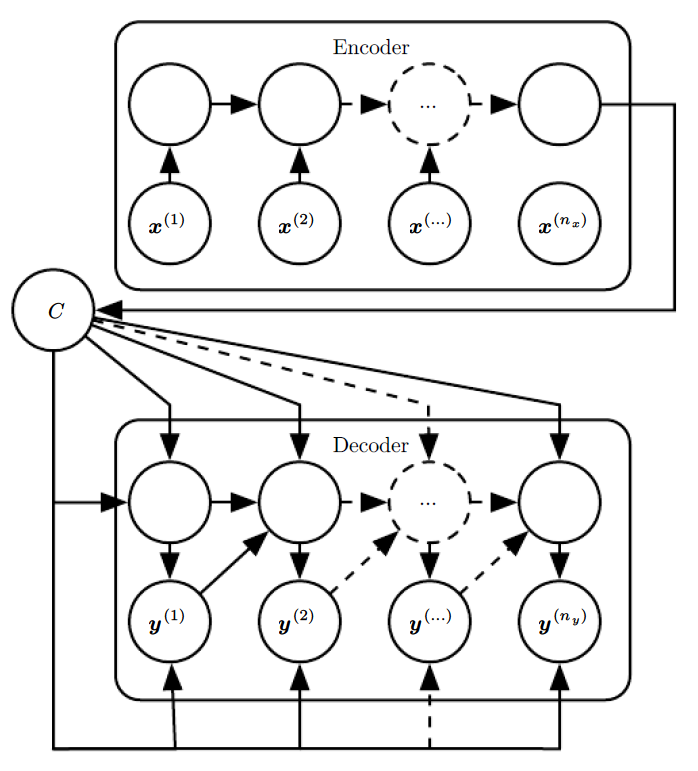 Encoder
...
x^(1) x^(2) x^(...) x^(n_x)
C
Decoder
...
y^(1) y^(2) y^(...) y^(n_y)